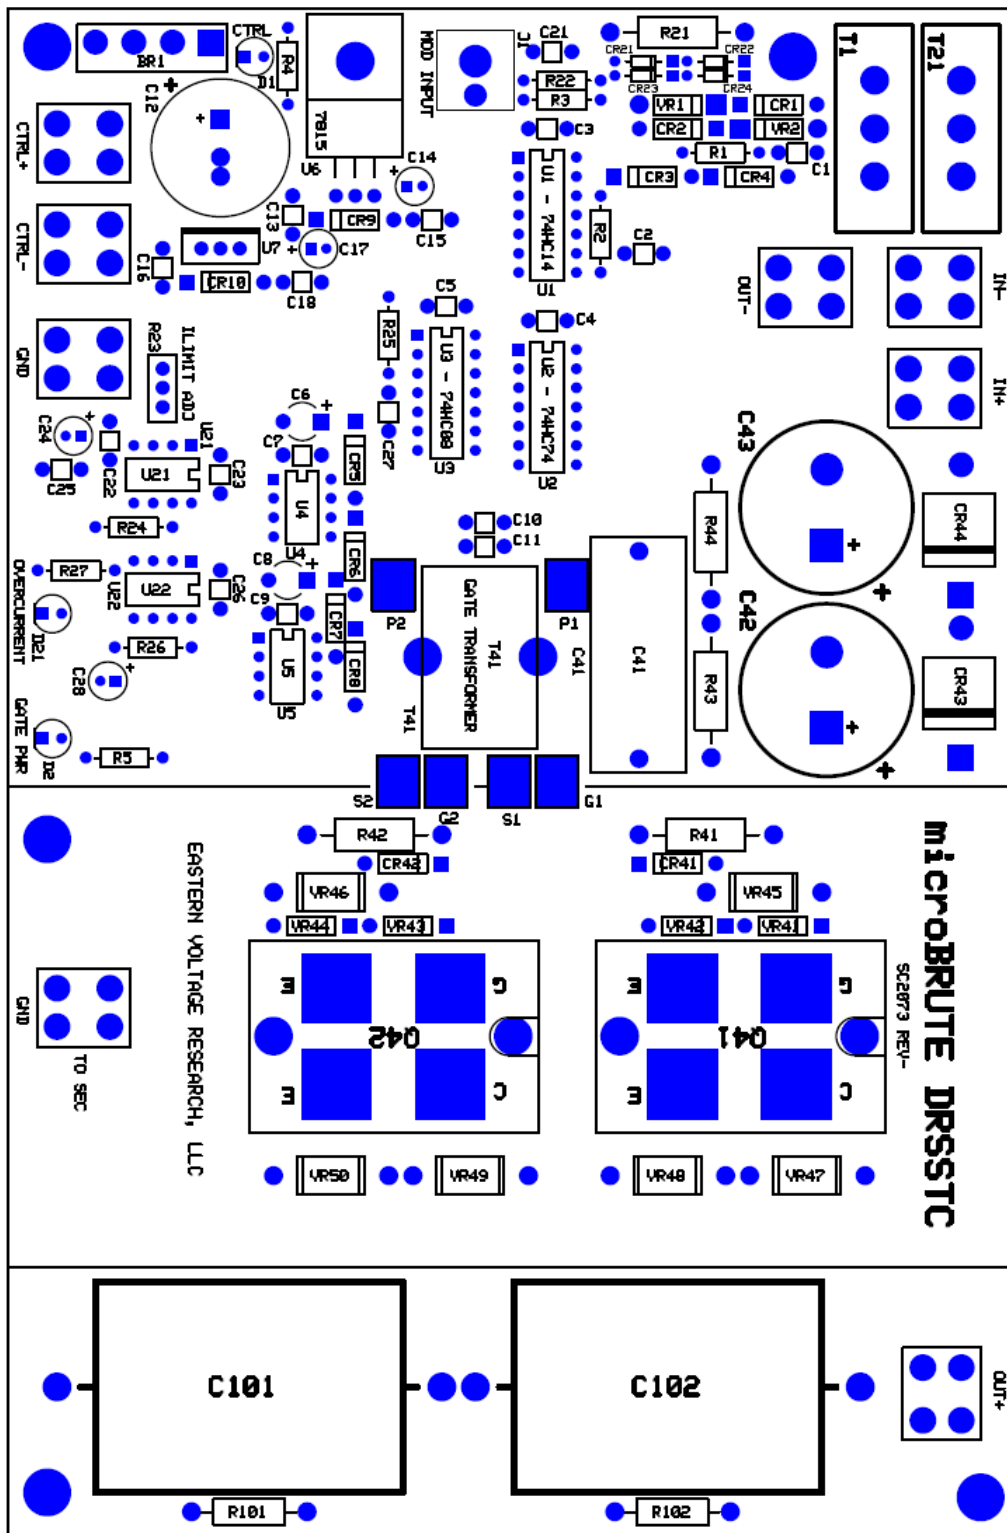 CTRL
BR1
D1
R4
C12
+
+
7815
U6
MOD INPUT
J1
C21
R22
R3
C3
R21
CR21
CR22
CR23
CR24
VR1
CR1
CR2
VR2
R1
C1
CR3
CR4
T1
T21
CTRL+
CTRL-
GND
C13
CR9
C14
+
C15
C17
+
U7
C16
CR10
C18
U1 - 74HC14
U1
R2
C2
OUT-
IN-
IN+
R23
ILIMIT ADJ
R25
C5
U3 - 74HC08
U3
C27
C4
U2 - 74HC74
U2
C24
+
C25
C22
U21
U21
C23
R24
C6
+
C7
CR5
U4
U4
C10
C11
C43
+
+
R44
CR44
R27
OVERCURRENT
D21
U22
U22
C26
R26
C28
+
C8
+
C9
CR6
CR7
CR8
U5
U5
P2
P1
GATE TRANSFORMER
T41
T41
C41
C41
C42
+
+
R43
CR43
GATE PWR
D2
R5
S2
G2
S1
G1
R42
CR42
VR46
VR44
VR43
R41
CR41
VR45
VR42
VR41
E
G
Q42
E
C
E
G
Q41
E
C
GND
TO SEC
EASTERN VOLTAGE RESEARCH, LLC
SC2073 REV-
microBRUTE DRSSTC
VR50
VR49
VR48
VR47
C101
C102
OUT+
R101
R102